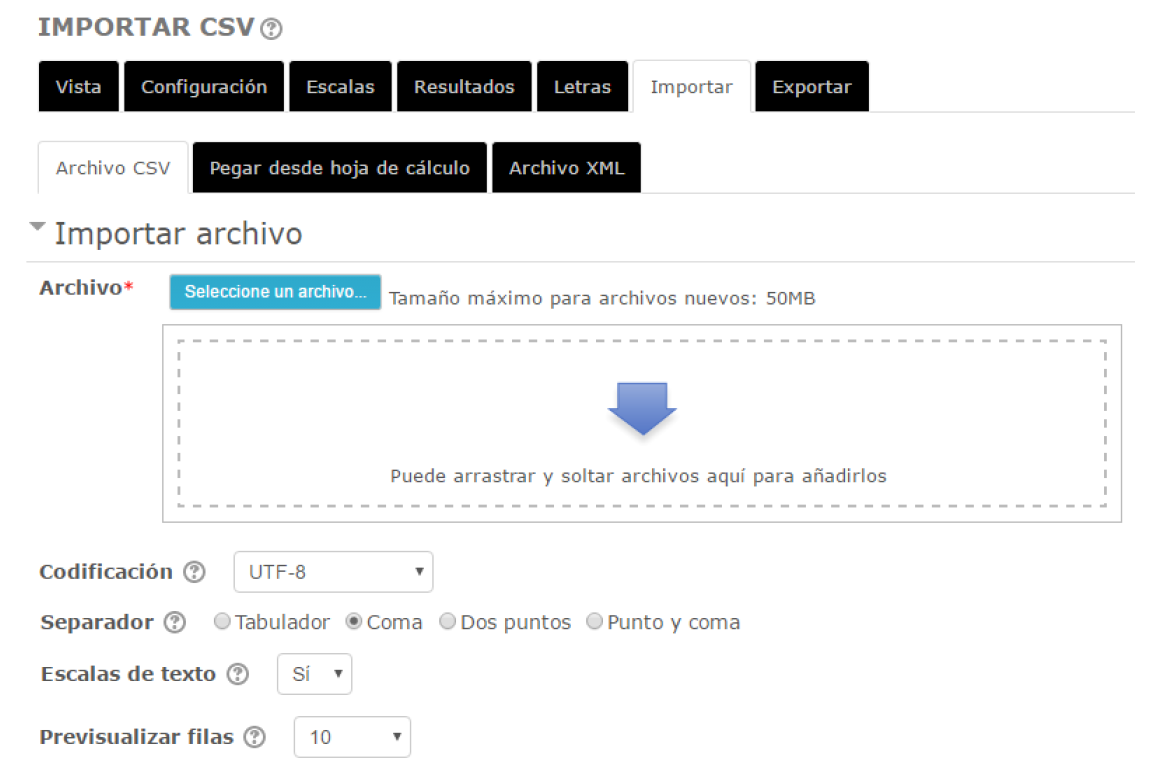 IMPORTAR CSV ?
Vista Configuración Escalas Resultados Letras Importar Exportar
Archivo CSV Pegar desde hoja de cálculo Archivo XML
Importar archivo
Archivo* Seleccione un archivo... Tamaño máximo para archivos nuevos: 50MB
Puede arrastrar y soltar archivos aquí para añadirlos
Codificación ? UTF-8
Separador ? Tabulador Coma Dos puntos Punto y coma
Escalas de texto ? Sí
Previsualizar filas ? 10